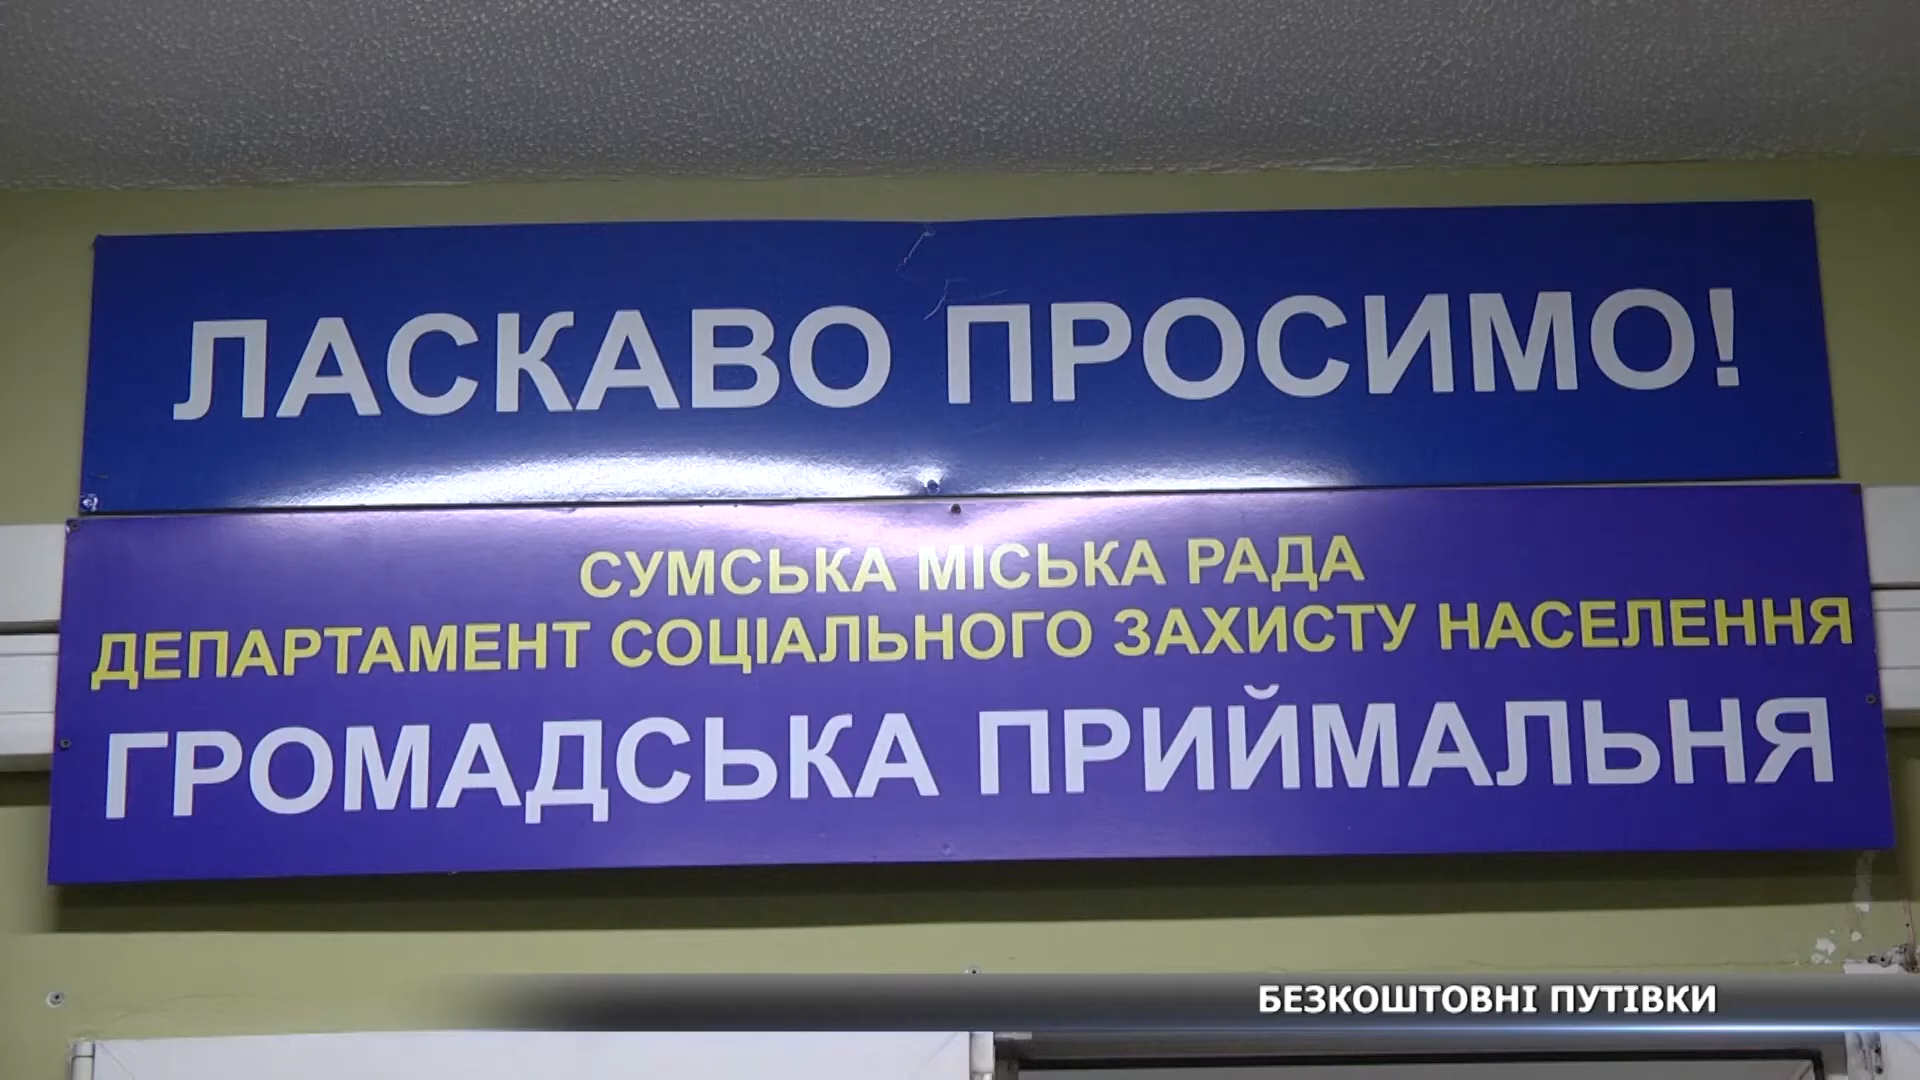 ЛАСКАВО ПРОСИМО!
СУМСЬКА МІСЬКА РАДА
ДЕПАРТАМЕНТ СОЦІАЛЬНОГО ЗАХИСТУ НАСЕЛЕННЯ
ГРОМАДСЬКА ПРИЙМАЛЬНЯ
БЕЗКОШТОВНІ ПУТІВКИ